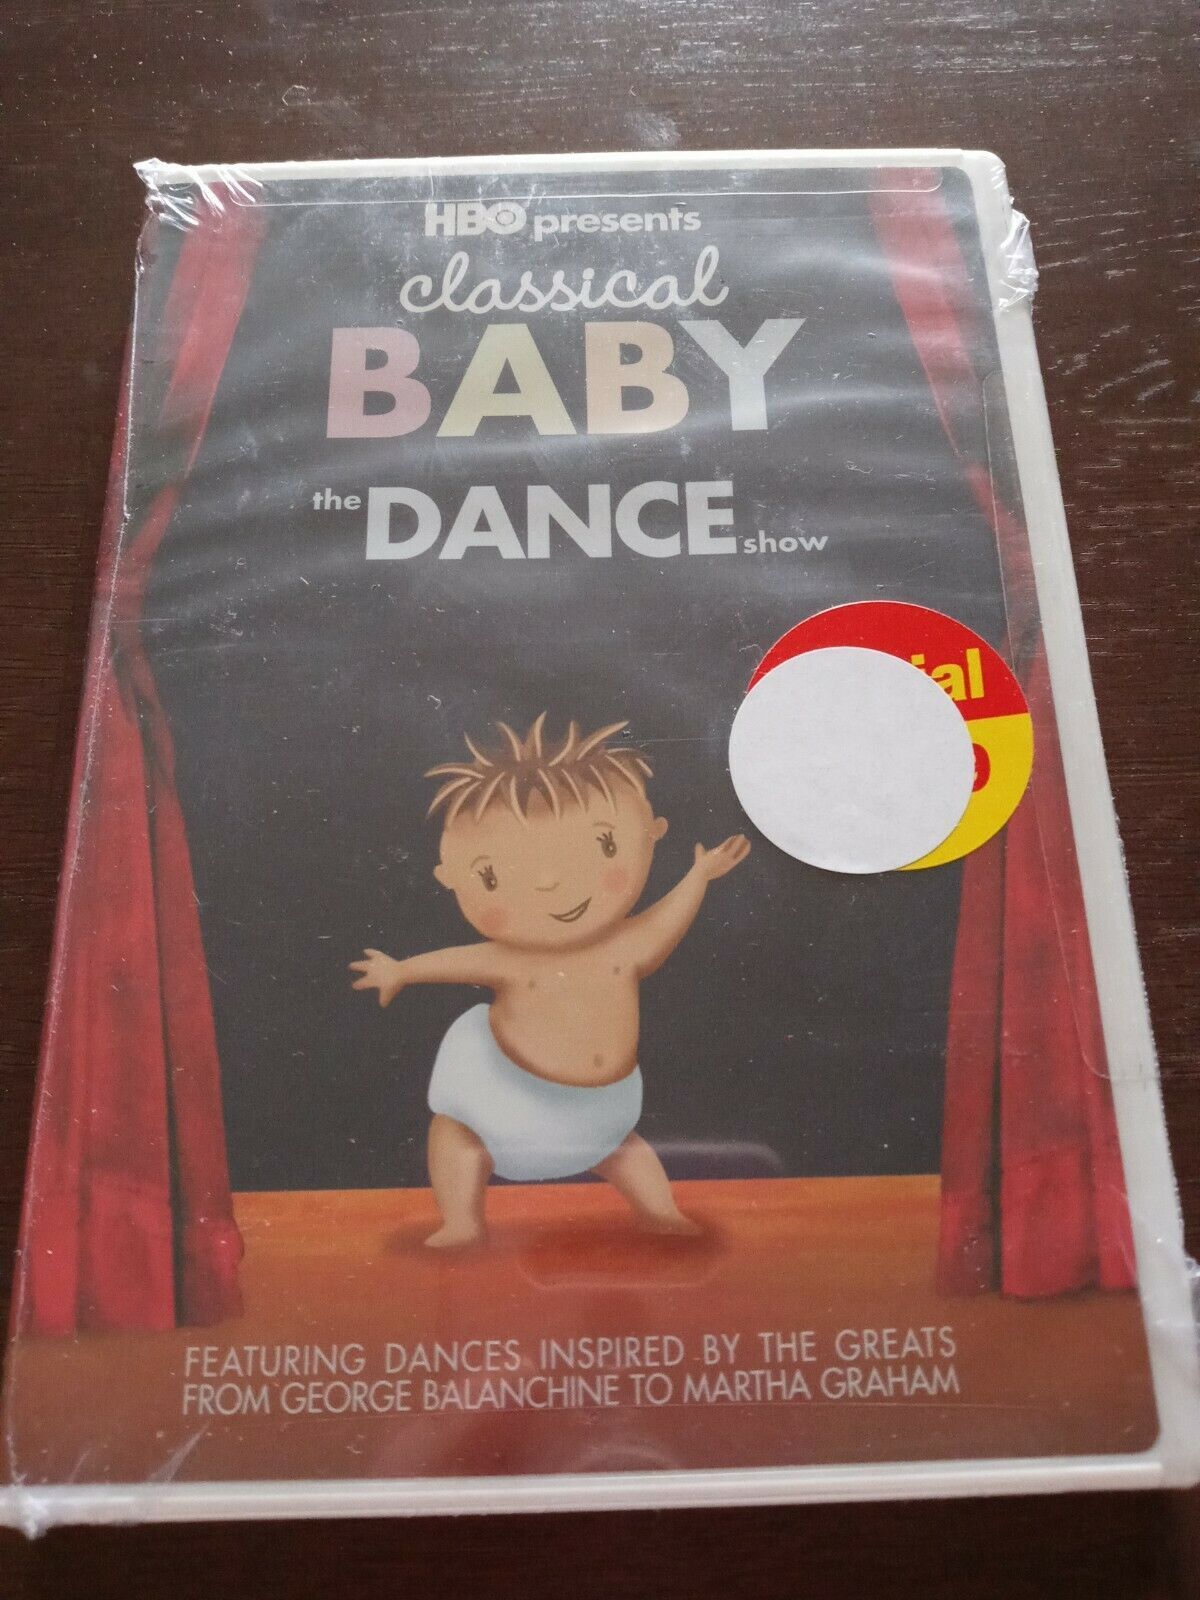 HBO presents
classical
BABY
the DANCE show
FEATURING DANCES INSPIRED BY THE GREATS
FROM GEORGE BALANCHINE TO MARTHA GRAHAM